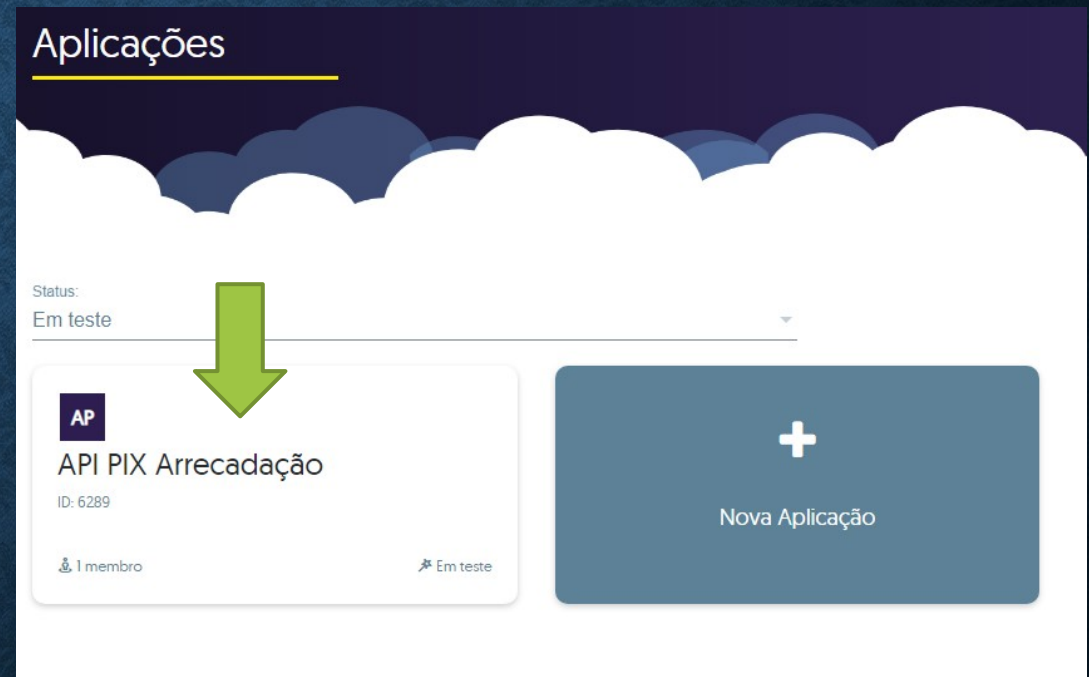 Aplicações
Status:
Em teste
AP
API PIX Arrecadação
ID: 6289
1 membro
Em teste
Nova Aplicação